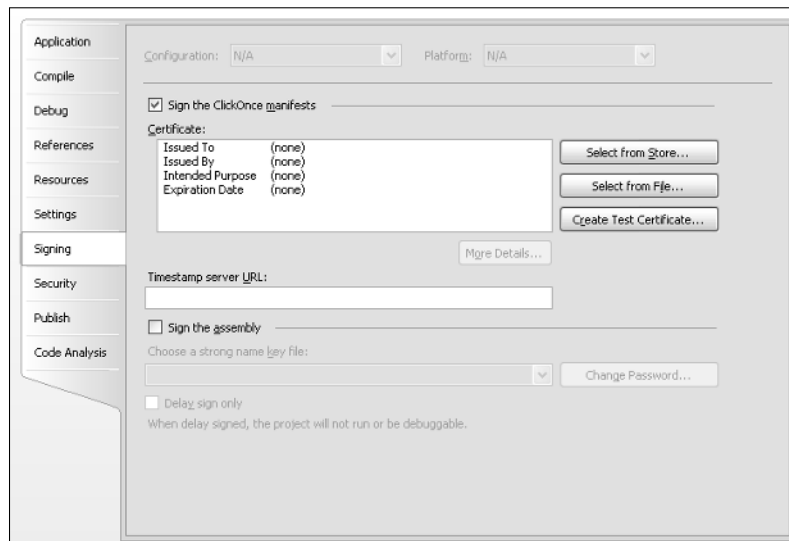 Application
Compile
Debug
References
Resources
Settings
Signing
Security
Publish
Code Analysis
Configuration: N/A Platform: N/A
Sign the ClickOnce manifests
Certificate:
Issued To (none)
Issued By (none)
Intended Purpose (none)
Expiration Date (none)
Select from Store...
Select from File...
Create Test Certificate...
More Details...
Timestamp server URL:
Sign the assembly
Choose a strong name key file:
Change Password...
Delay sign only
When delay signed, the project will not run or be debuggable.